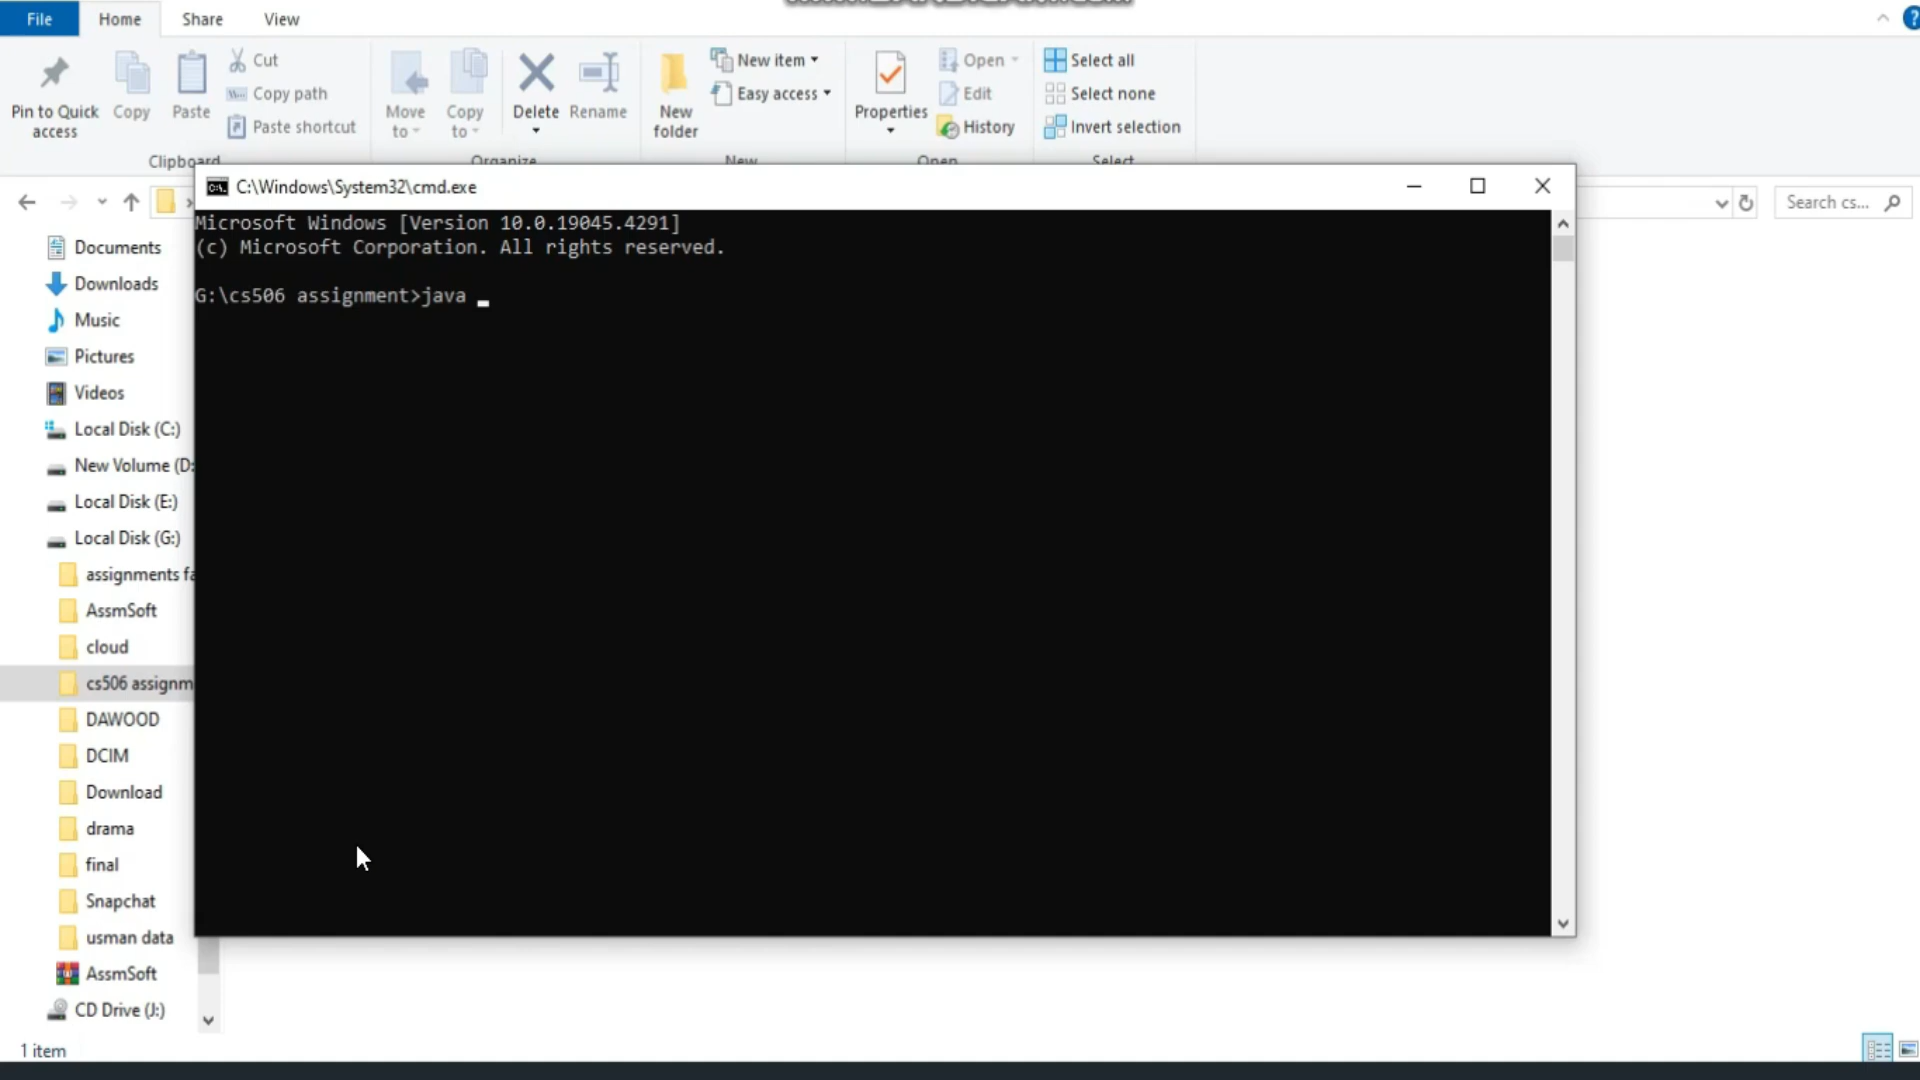 File Home Share View
Pin to Quick access
Copy
Paste
Cut
Copy path
Paste shortcut
Clipboard
Move to
Copy to
Delete
Rename
Organize
New folder
New item
Easy access
New
Properties
Open
Edit
History
Open
Select all
Select none
Invert selection
Select
Search cs...
C:\Windows\System32\cmd.exe
Microsoft Windows [Version 10.0.19045.4291]
(c) Microsoft Corporation. All rights reserved.
G:\cs506 assignment>java
Documents
Downloads
Music
Pictures
Videos
Local Disk (C:)
New Volume (D:
Local Disk (E:)
Local Disk (G:)
assignments fa
AssmSoft
cloud
cs506 assignm
DAWOOD
DCIM
Download
drama
final
Snapchat
usman data
AssmSoft
CD Drive (J:)
1 item